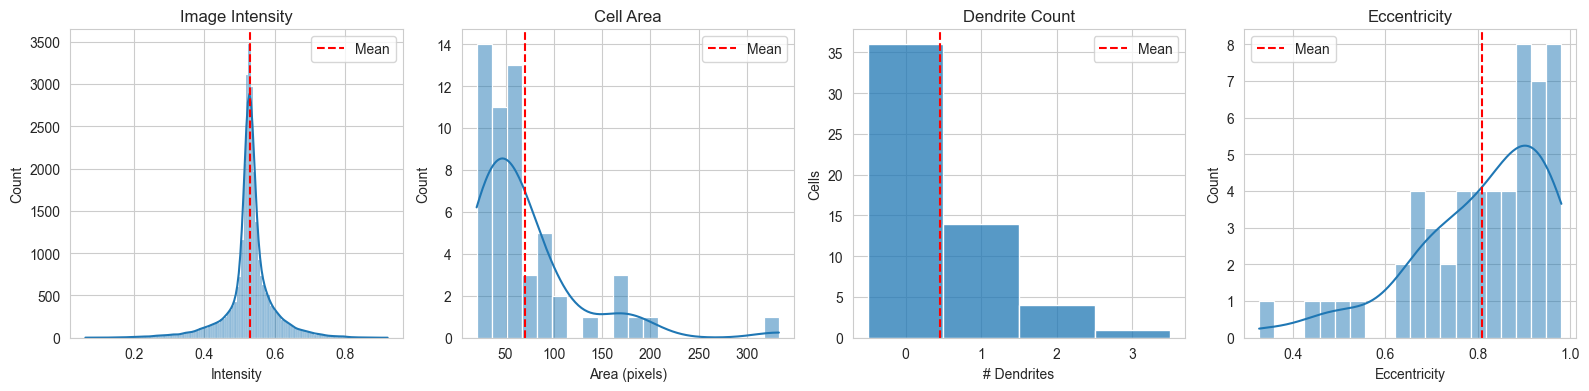 Image Intensity
Mean
3500
3000
2500
2000
1500
1000
500
0
Count
0.2 0.4 0.6 0.8
Intensity
Cell Area
Mean
14
12
10
8
6
4
2
0
Count
50 100 150 200 250 300
Area (pixels)
Dendrite Count
Mean
35
30
25
20
15
10
5
0
Cells
0 1 2 3
# Dendrites
Eccentricity
Mean
8
7
6
5
4
3
2
1
0
Count
0.4 0.6 0.8 1.0
Eccentricity